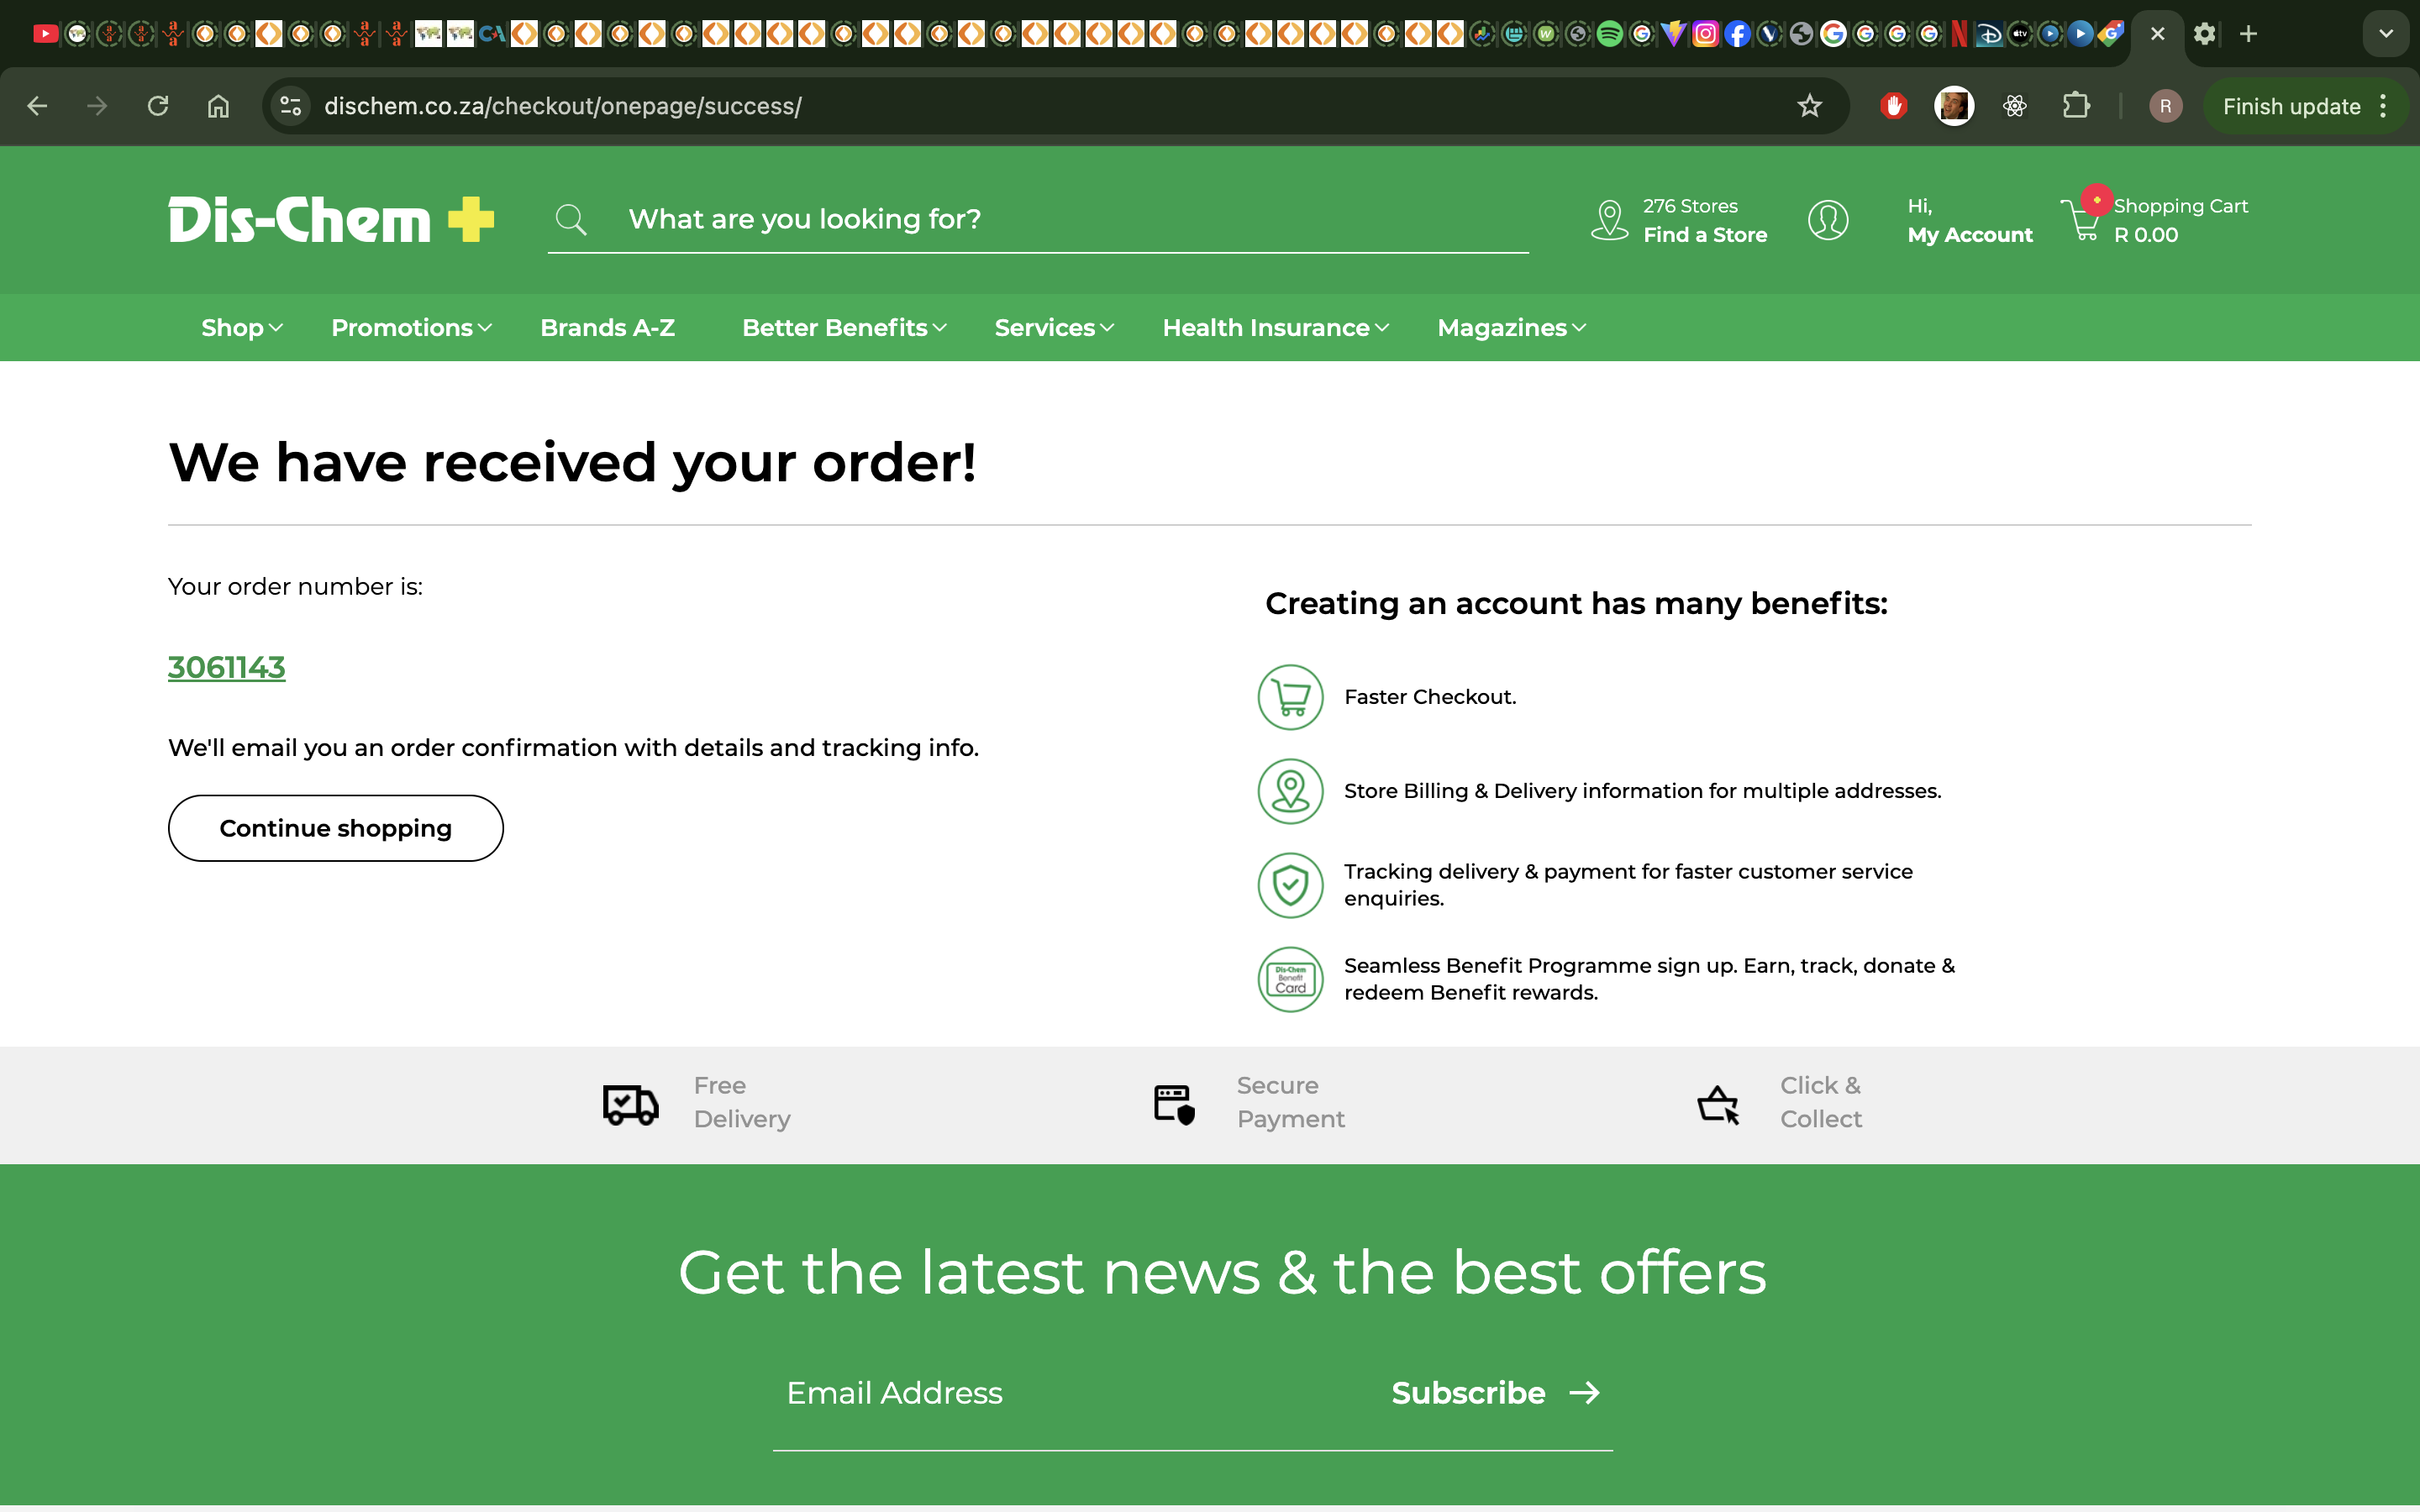 dischem.co.za/checkout/onepage/success/
R
Finish update
Dis-Chem
What are you looking for?
276 Stores
Find a Store
Hi,
My Account
Shopping Cart
R 0.00
Shop
Promotions
Brands A-Z
Better Benefits
Services
Health Insurance
Magazines
We have received your order!
Your order number is:
3061143
We'll email you an order confirmation with details and tracking info.
Continue shopping
Creating an account has many benefits:
Faster Checkout.
Store Billing & Delivery information for multiple addresses.
Tracking delivery & payment for faster customer service
enquiries.
Dis-Chem
Benefit
Card
Seamless Benefit Programme sign up. Earn, track, donate &
redeem Benefit rewards.
Free
Delivery
Secure
Payment
Click &
Collect
Get the latest news & the best offers
Email Address
Subscribe